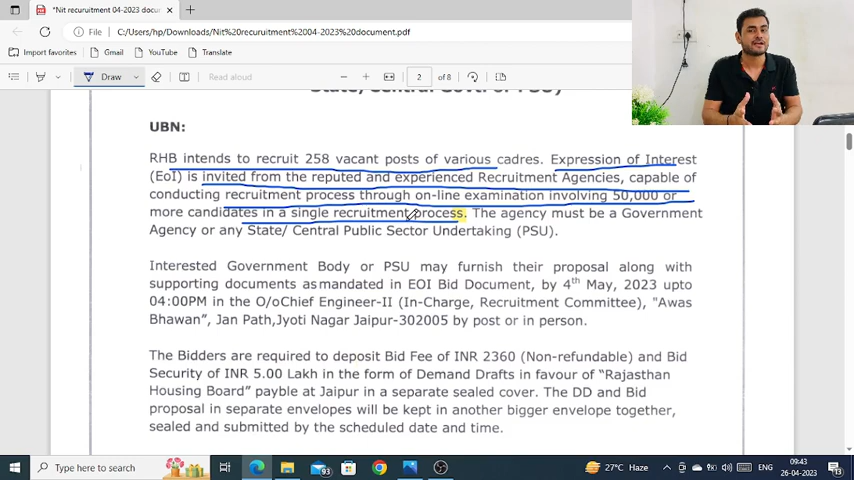 *Nit recuruitment 04-2023 docum
File C:/Users/hp/Downloads/Nit%20recruitment%2004-2023%20document.pdf
Import favorites Gmail YouTube Translate
Draw Read aloud 2 of 8
State, Central Govt. or PSU)
UBN:
RHB intends to recruit 258 vacant posts of various cadres. Expression of Interest
(EoI) is invited from the reputed and experienced Recruitment Agencies, capable of
conducting recruitment process through on-line examination involving 50,000 or
more candidates in a single recruitment process. The agency must be a Government
Agency or any State/ Central Public Sector Undertaking (PSU).
Interested Government Body or PSU may furnish their proposal along with
supporting documents as mandated in EOI Bid Document, by 4th May, 2023 upto
04:00PM in the O/oChief Engineer-II (In-Charge, Recruitment Committee), "Awas
Bhawan", Jan Path,Jyoti Nagar Jaipur-302005 by post or in person.
The Bidders are required to deposit Bid Fee of INR 2360 (Non-refundable) and Bid
Security of INR 5.00 Lakh in the form of Demand Drafts in favour of "Rajasthan
Housing Board" payble at Jaipur in a separate sealed cover. The DD and Bid
proposal in separate envelopes will be kept in another bigger envelope together,
sealed and submitted by the scheduled date and time.
Type here to search 93 27°C Haze ENG 09:43
26-04-2023 13